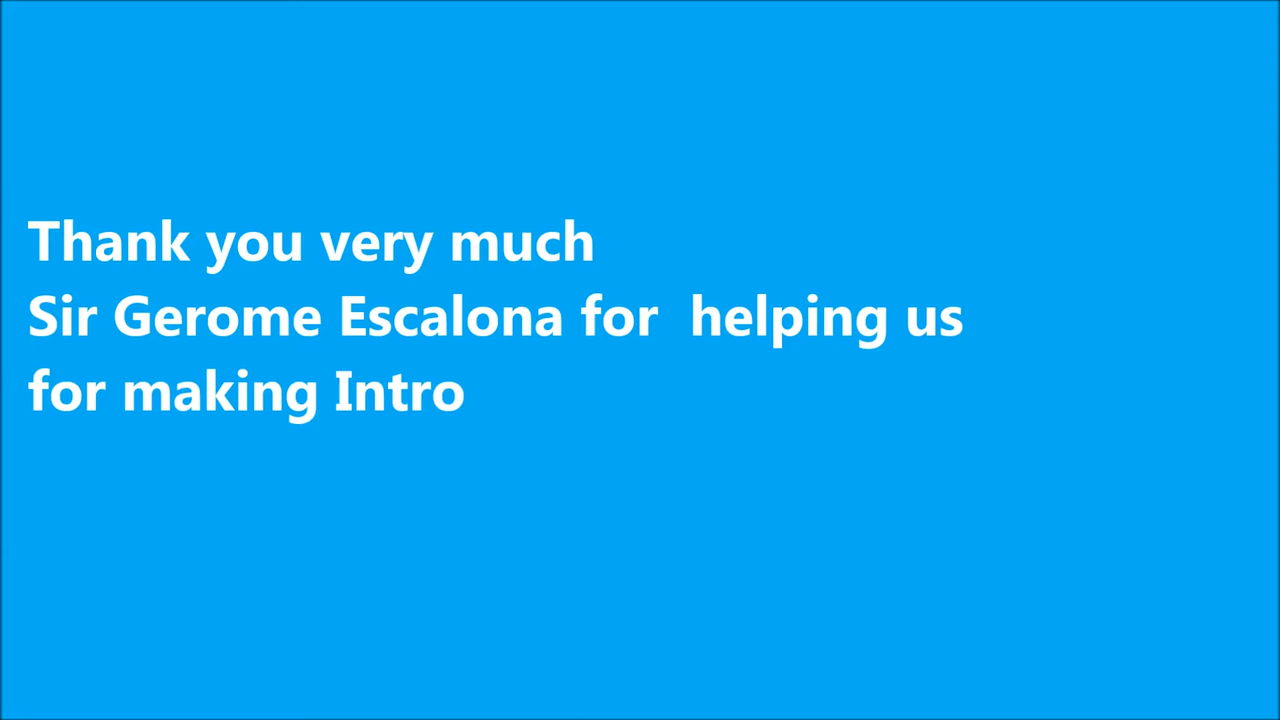 Thank you very much
Sir Gerome Escalona for  helping us
for making Intro